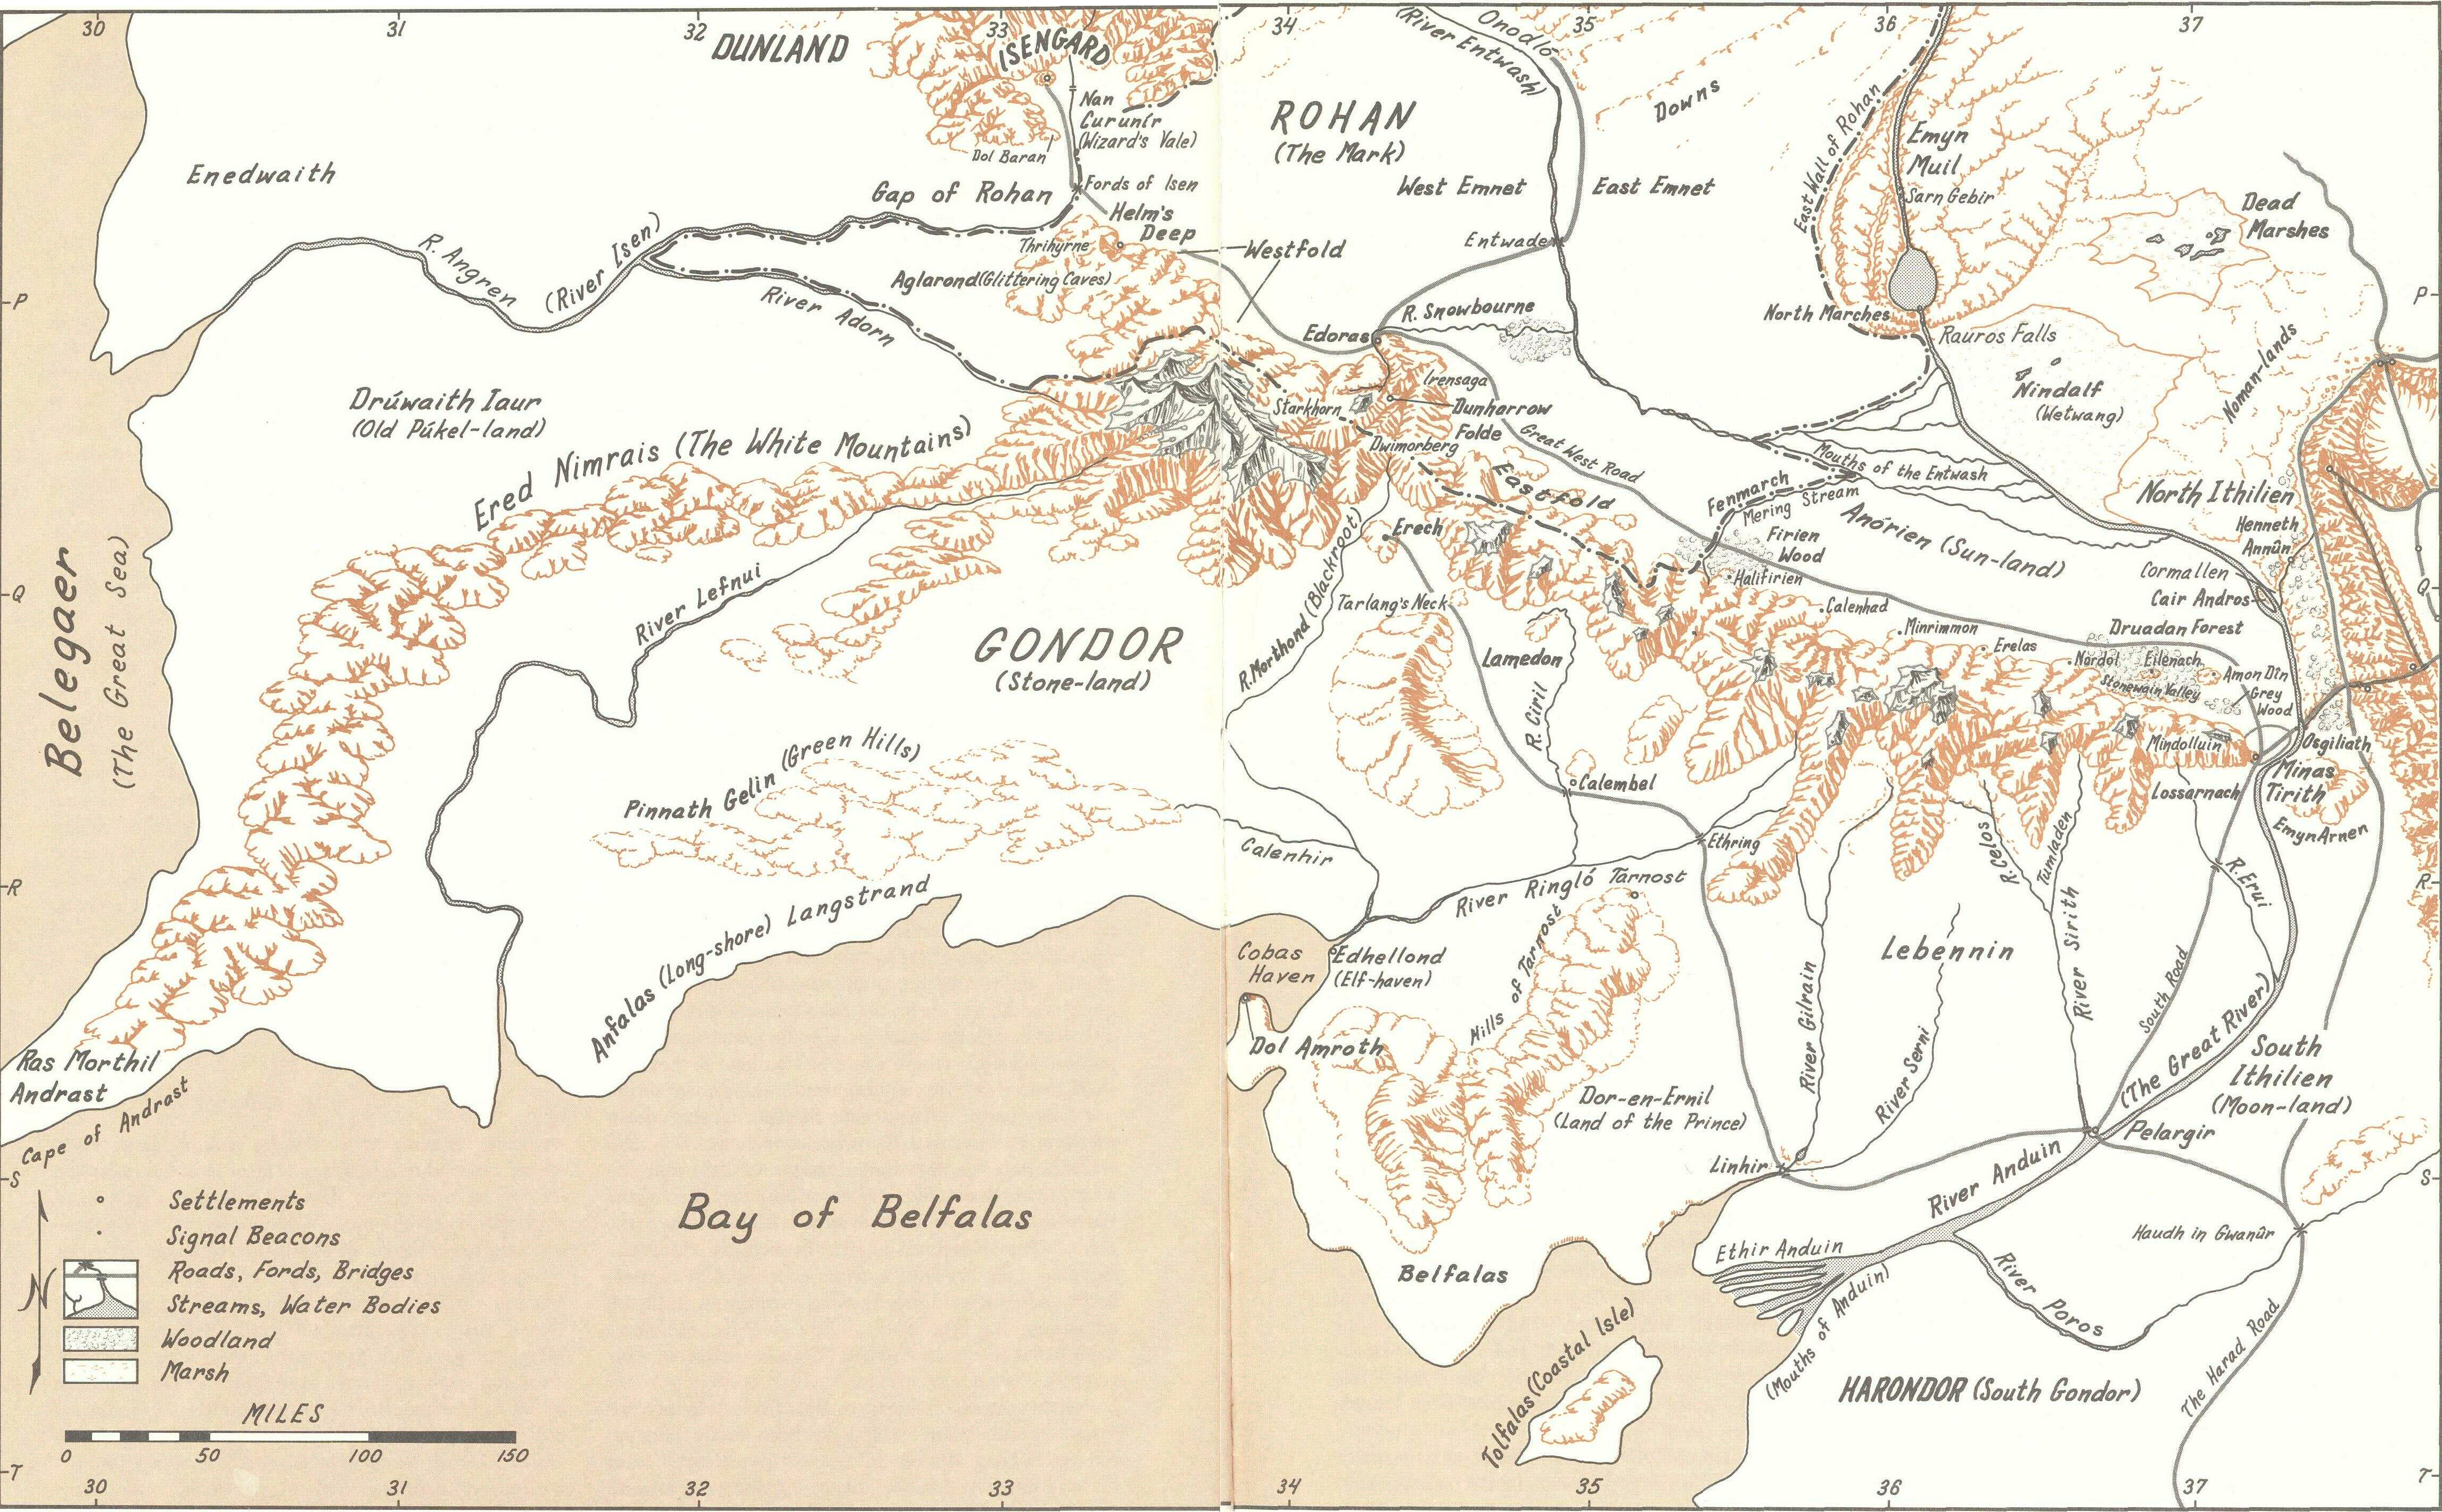 30
31
32
33
34
35
36
37
DUNLAND
ISENGARD
Onodló
(River Entwash)
Nan
Curunír
(Wizard's Vale)
Dol Baran
ROHAN
(The Mark)
Downs
East Wall of Rohan
Emyn
Muil
Sarn Gebir
Enedwaith
Gap of Rohan
Fords of Isen
West Emnet
East Emnet
Dead
Marshes
Helm's
Deep
Thrihyrne
Westfold
Entwade
R. Angren
(River Isen)
Aglarond (Glittering Caves)
River Adorn
P
P
R. Snowbourne
Edoras
North Marches
Rauros Falls
Noman-lands
Nindalf
(Wetwang)
Drúwaith Iaur
(Old Púkel-land)
Irensaga
Starkhorn
Dunharrow
Folde
Dwimorberg
Great West Road
Ered Nimrais (The White Mountains)
Mouths of the Entwash
Eastfold
Fenmarch
Mering Stream
North Ithilien
Anórien (Sun-land)
Henneth
Annûn
Erech
Firien
Wood
Halifirien
Cormallen
Cair Andros
Belegaer
(The Great Sea)
Q
Q
River Lefnui
R. Morthond (Blackroot)
Tarlang's Neck
Calenhad
Minrimmon
Druadan Forest
Erelas
Nardol
Eilenach
Amon Dîn
Stonewain Valley
Grey
Wood
GONDOR
(Stone-land)
Lamedon
R. Ciril
Mindolluin
Osgiliath
Minas
Tirith
Lossarnach
Emyn Arnen
Pinnath Gelin (Green Hills)
Calembel
Ethring
Calenhir
R. Celos
Tumladen
R
R
R. Erui
River Ringló
Tarnost
Anfalas (Long-shore) Langstrand
Cobas
Haven
Edhellond
(Elf-haven)
Hills of Tarnost
Lebennin
River Gilrain
River Serni
River Sirith
South Road
(The Great River)
South
Ithilien
(Moon-land)
Ras Morthil
Andrast
Cape of Andrast
Dol Amroth
Dor-en-Ernil
(Land of the Prince)
Linhir
Pelargir
River Anduin
S
S
Bay of Belfalas
Belfalas
Ethir Anduin
(Mouths of Anduin)
Haudh in Gwanûr
River Poros
Tolfalas (Coastal Isle)
HARONDOR (South Gondor)
The Harad Road
N
Settlements
Signal Beacons
Roads, Fords, Bridges
Streams, Water Bodies
Woodland
Marsh
MILES
0
50
100
150
T
T
30
31
32
33
34
35
36
37